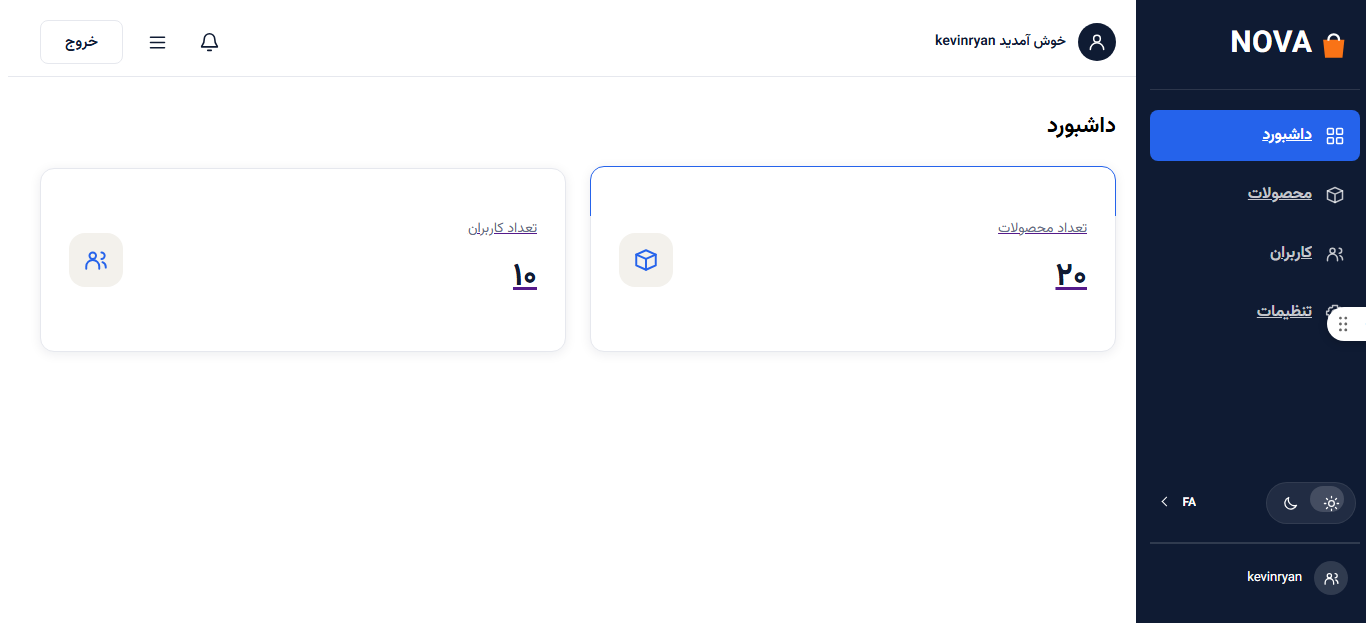 NOVA
داشبورد
محصولات
کاربران
تنظیمات
FA
kevinryan
خوش آمدید kevinryan
خروج
داشبورد
تعداد محصولات
۲۰
تعداد کاربران
۱۰